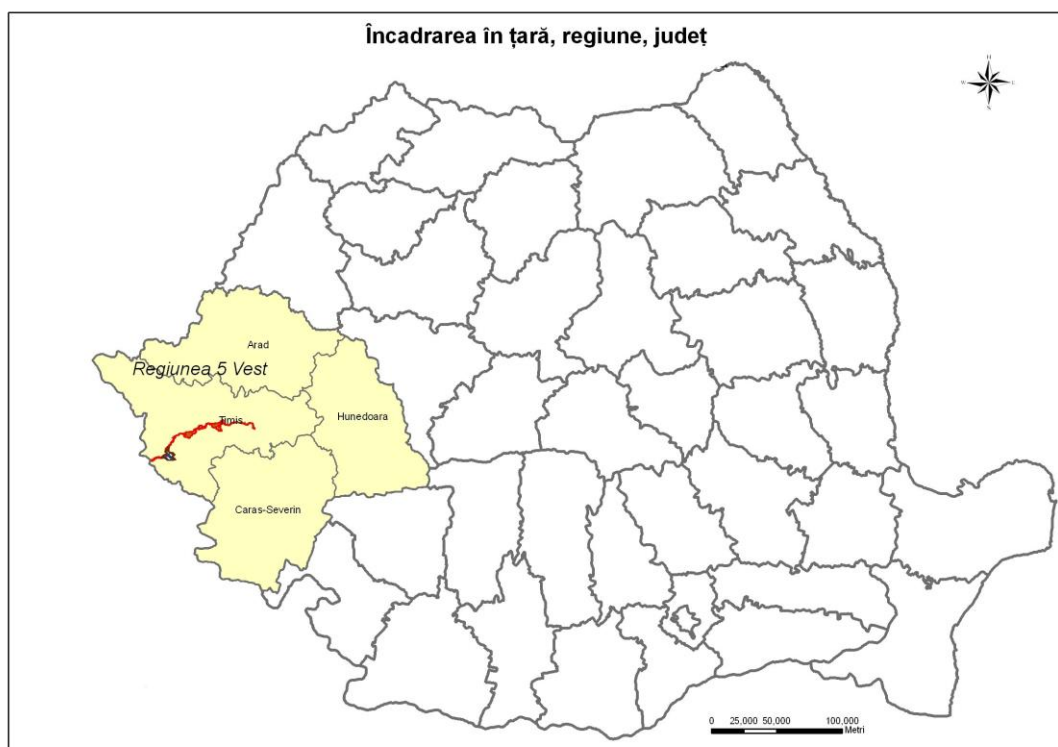 Încadrarea în țară, regiune, județ
N
W E
S
Arad
Regiunea 5 Vest
Hunedoara
Timis
Caras-Severin
0 25,000 50,000 100,000
Metri